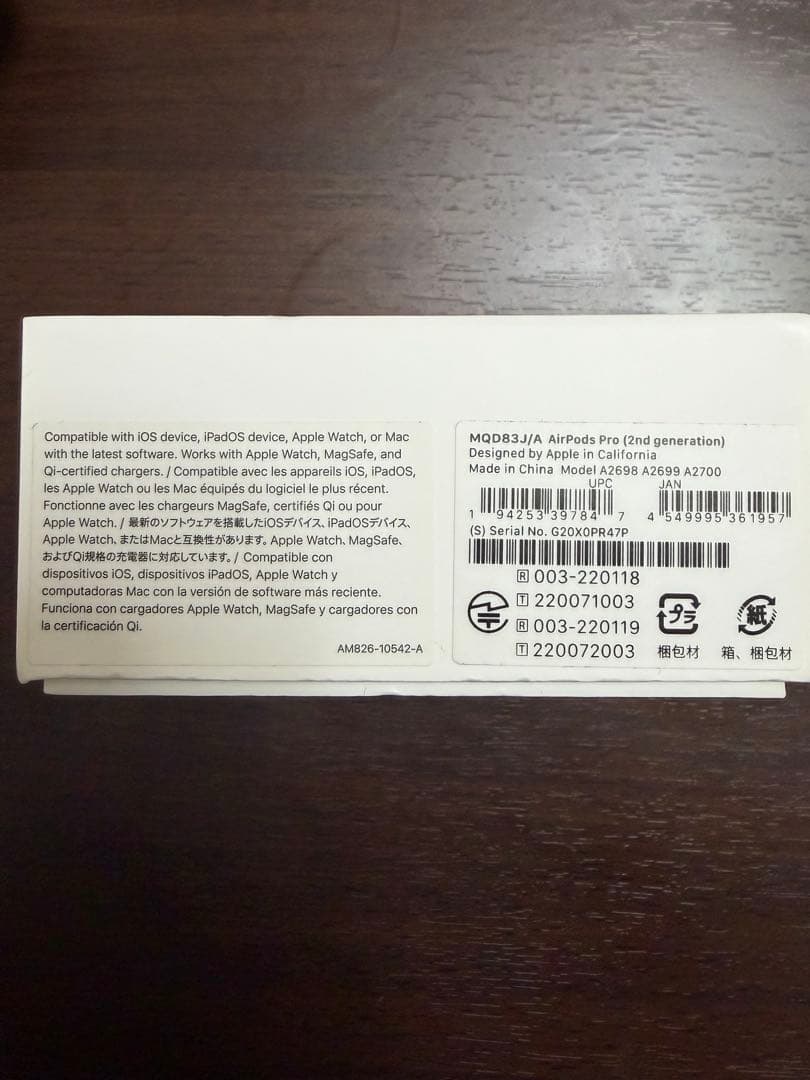 Compatible with iOS device, iPadOS device, Apple Watch, or Mac
with the latest software. Works with Apple Watch, MagSafe, and
Qi-certified chargers. / Compatible avec les appareils iOS, iPadOS,
les Apple Watch ou les Mac équipés du logiciel le plus récent.
Fonctionne avec les chargeurs MagSafe, certifiés Qi ou pour
Apple Watch. / 最新のソフトウェアを搭載したiOSデバイス、iPadOSデバイス、
Apple Watch、またはMacと互換性があります。Apple Watch、MagSafe、
およびQi規格の充電器に対応しています。 / Compatible con
dispositivos iOS, dispositivos iPadOS, Apple Watch y
computadoras Mac con la versión de software más reciente.
Funciona con cargadores Apple Watch, MagSafe y cargadores con
la certificación Qi.
AM826-10542-A
MQD83J/A AirPods Pro (2nd generation)
Designed by Apple in California
Made in China Model A2698 A2699 A2700
UPC JAN
1 94253 39784 7 4 549995 361957
(S) Serial No. G20X0PR47P
R 003-220118
T 220071003
R 003-220119
T 220072003
プラ
梱包材
紙
箱、梱包材